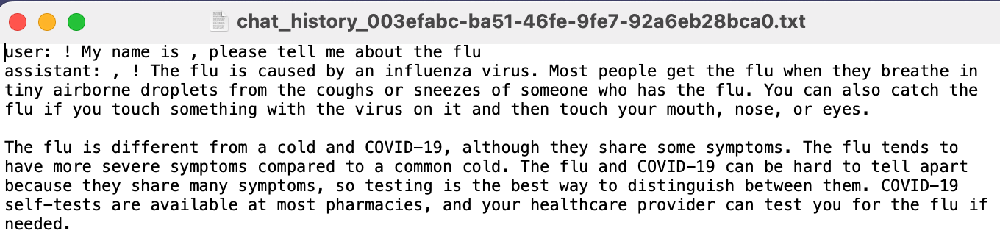 chat_history_003efabc-ba51-46fe-9fe7-92a6eb28bca0.txt
user: ! My name is , please tell me about the flu
assistant: , ! The flu is caused by an influenza virus. Most people get the flu when they breathe in
tiny airborne droplets from the coughs or sneezes of someone who has the flu. You can also catch the
flu if you touch something with the virus on it and then touch your mouth, nose, or eyes.
The flu is different from a cold and COVID-19, although they share some symptoms. The flu tends to
have more severe symptoms compared to a common cold. The flu and COVID-19 can be hard to tell apart
because they share many symptoms, so testing is the best way to distinguish between them. COVID-19
self-tests are available at most pharmacies, and your healthcare provider can test you for the flu if
needed.